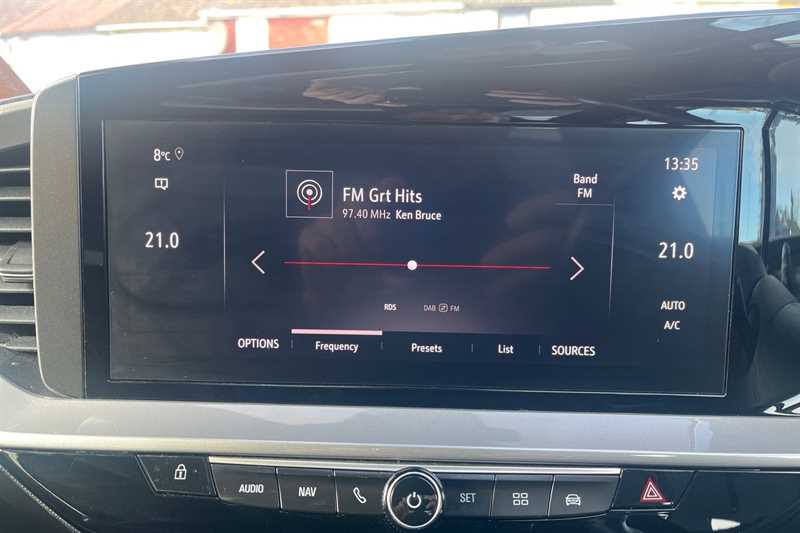 8°C
13:35
FM Grt Hits
97.40 MHz Ken Bruce
Band
FM
21.0
21.0
RDS
DAB FM
AUTO
A/C
OPTIONS
Frequency
Presets
List
SOURCES
AUDIO
NAV
SET